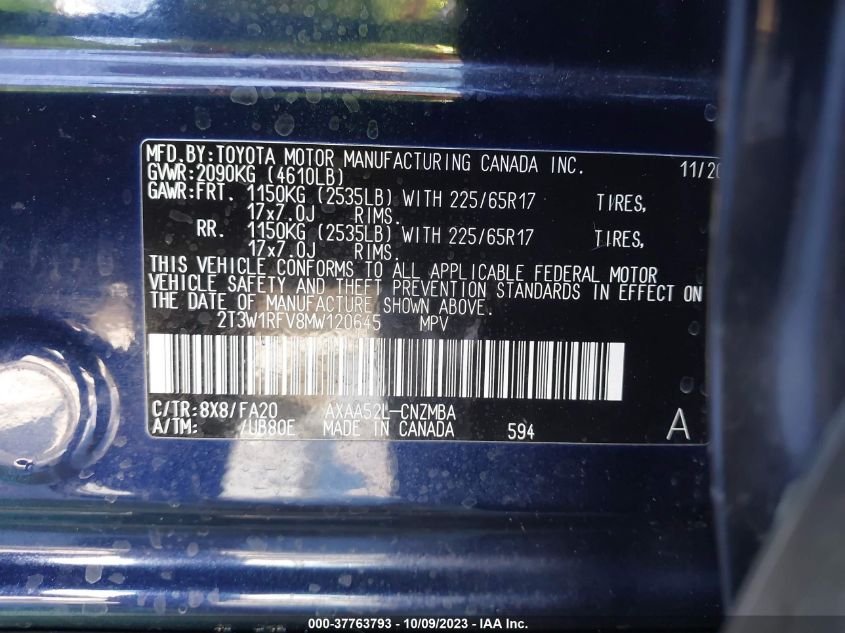 MFD.BY:TOYOTA MOTOR MANUFACTURING CANADA INC. 11/20
GVWR:2090KG (4610LB)
GAWR:FRT. 1150KG (2535LB) WITH 225/65R17 TIRES,
17x7.0J RIMS.
RR. 1150KG (2535LB) WITH 225/65R17 TIRES,
17x7.0J RIMS.
THIS VEHICLE CONFORMS TO ALL APPLICABLE FEDERAL MOTOR
VEHICLE SAFETY AND THEFT PREVENTION STANDARDS IN EFFECT ON
THE DATE OF MANUFACTURE SHOWN ABOVE.
2T3W1RFV8MW120645 MPV
C/TR:8X8/FA20 AXAA52L-CNZMBA
A/TM: /UB80E MADE IN CANADA 594 A
000-37763793 - 10/09/2023 - IAA Inc.